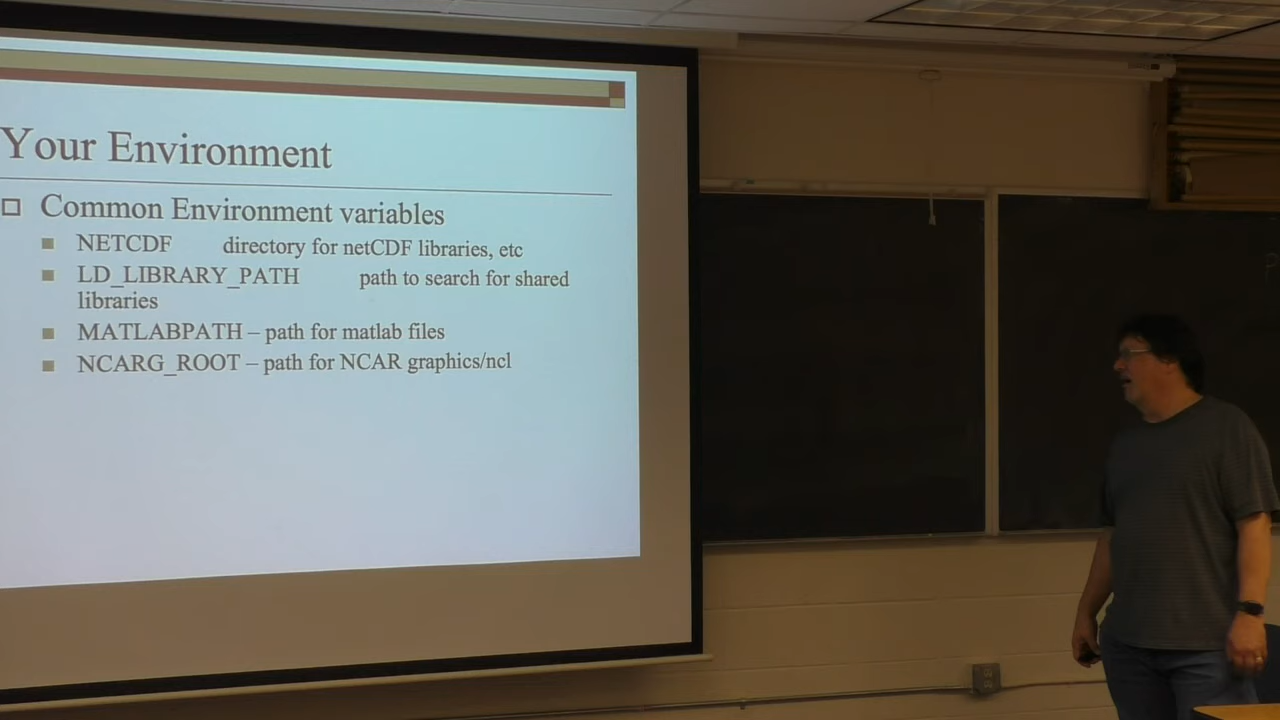 Your Environment
Common Environment variables
NETCDF directory for netCDF libraries, etc
LD_LIBRARY_PATH path to search for shared
libraries
MATLABPATH – path for matlab files
NCARG_ROOT – path for NCAR graphics/ncl